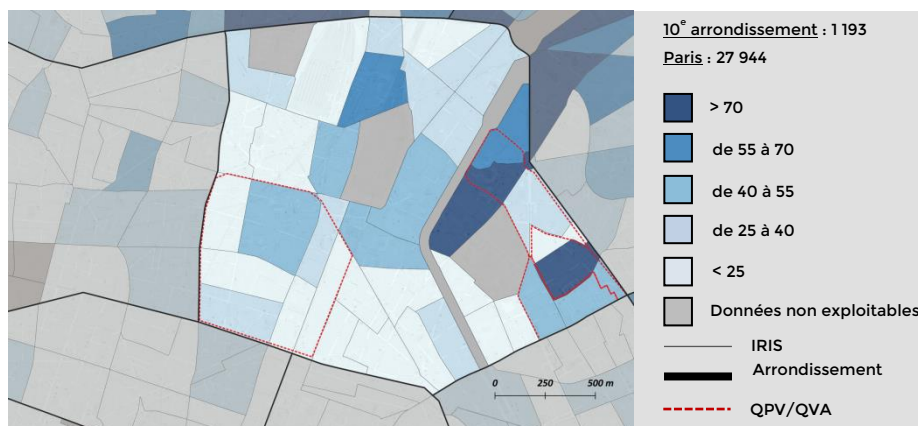 10e arrondissement : 1 193
Paris : 27 944
> 70
de 55 à 70
de 40 à 55
de 25 à 40
< 25
Données non exploitables
IRIS
Arrondissement
QPV/QVA
0 250 500 m